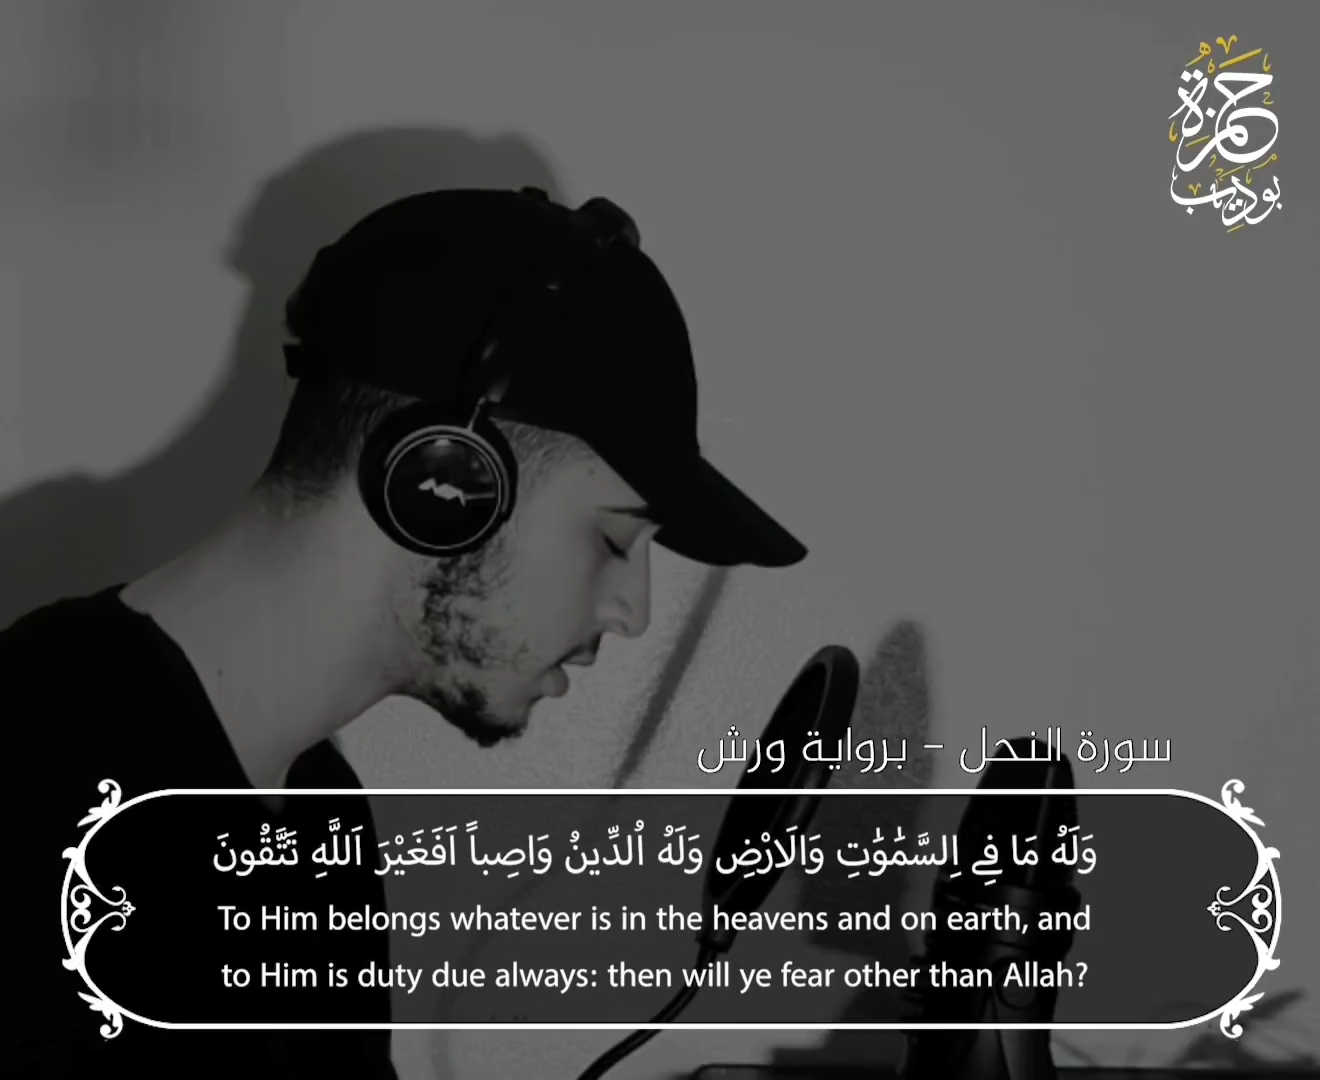 حمزة
بوديب
سورة النحل - برواية ورش
وَلَهُ مَا فِے اِلسَّمَٰوَٰتِ وَالَارْضِ وَلَهُ اُلدِّينُ وَاصِباً اَفَغَيْرَ اَللَّهِ تَتَّقُونَ
To Him belongs whatever is in the heavens and on earth, and
to Him is duty due always: then will ye fear other than Allah?